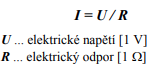 I = U / R
U ... elektrické napětí [1 V]
R ... elektrický odpor [1 Ω]